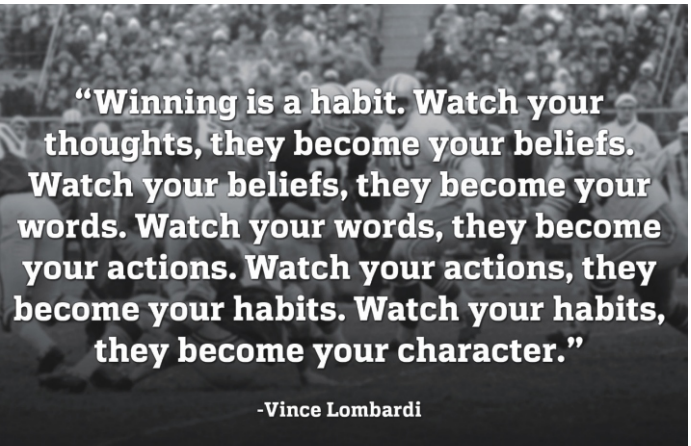 “Winning is a habit. Watch your
thoughts, they become your beliefs.
Watch your beliefs, they become your
words. Watch your words, they become
your actions. Watch your actions, they
become your habits. Watch your habits,
they become your character.”
-Vince Lombardi